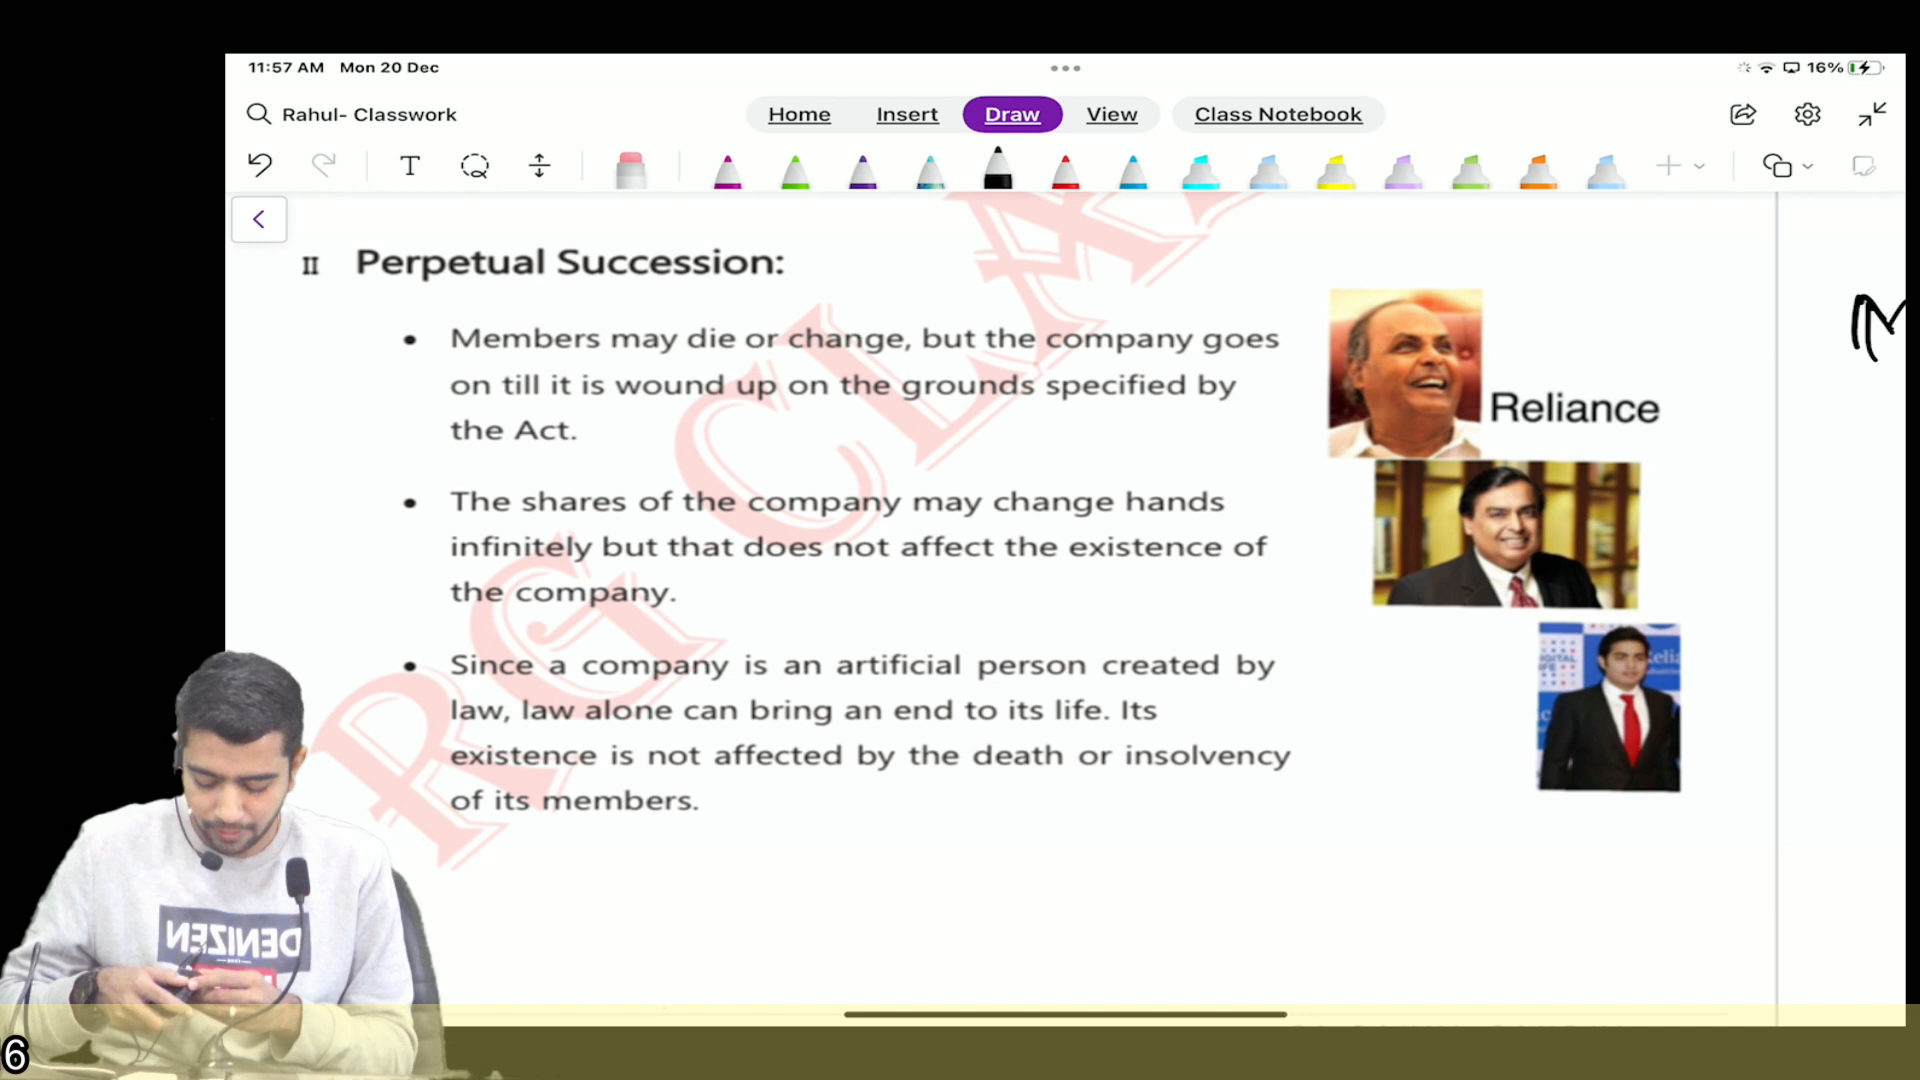 11:57 AM Mon 20 Dec
16%
Rahul- Classwork
Home Insert Draw View Class Notebook
T
RG CLA
II Perpetual Succession:
• Members may die or change, but the company goes
on till it is wound up on the grounds specified by
the Act.
Reliance
• The shares of the company may change hands
infinitely but that does not affect the existence of
the company.
• Since a company is an artificial person created by
law, law alone can bring an end to its life. Its
existence is not affected by the death or insolvency
of its members.
DENIZEN
6